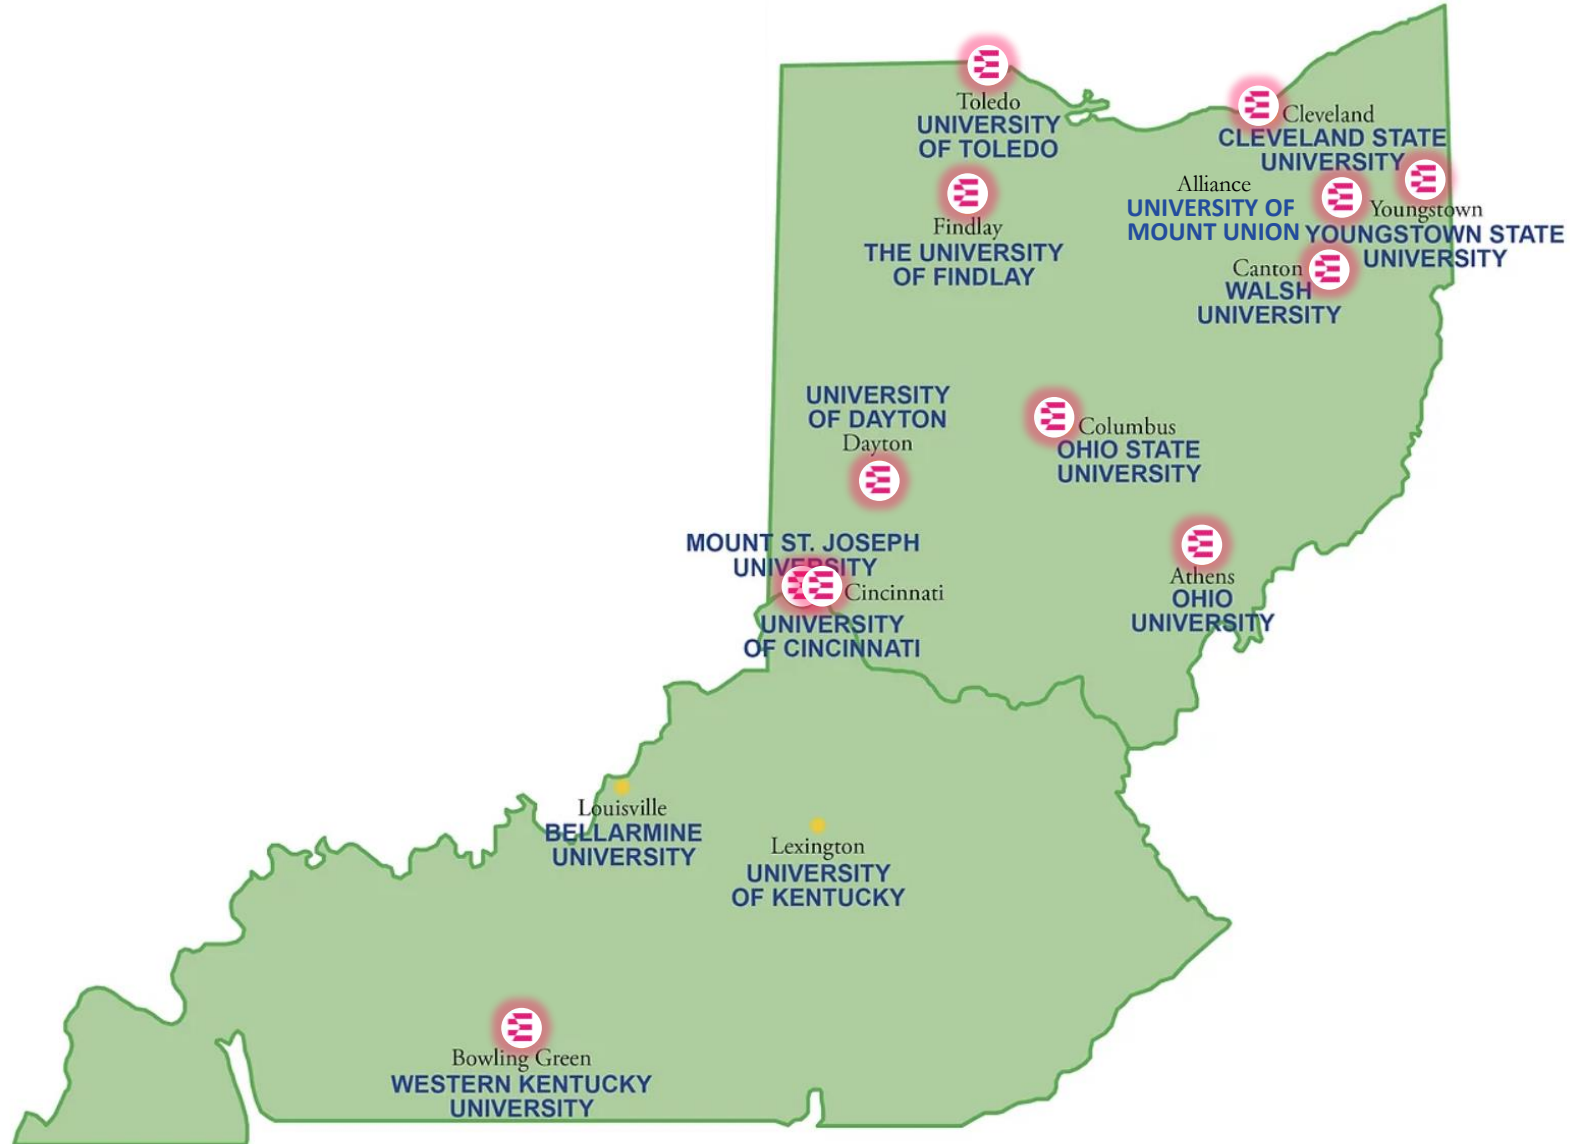 Toledo
UNIVERSITY
OF TOLEDO
Cleveland
CLEVELAND STATE
UNIVERSITY
Alliance
UNIVERSITY OF
MOUNT UNION
Youngstown
YOUNGSTOWN STATE
UNIVERSITY
Findlay
THE UNIVERSITY
OF FINDLAY
Canton
WALSH
UNIVERSITY
UNIVERSITY
OF DAYTON
Dayton
Columbus
OHIO STATE
UNIVERSITY
MOUNT ST. JOSEPH
UNIVERSITY
Cincinnati
UNIVERSITY
OF CINCINNATI
Athens
OHIO
UNIVERSITY
Louisville
BELLARMINE
UNIVERSITY
Lexington
UNIVERSITY
OF KENTUCKY
Bowling Green
WESTERN KENTUCKY
UNIVERSITY